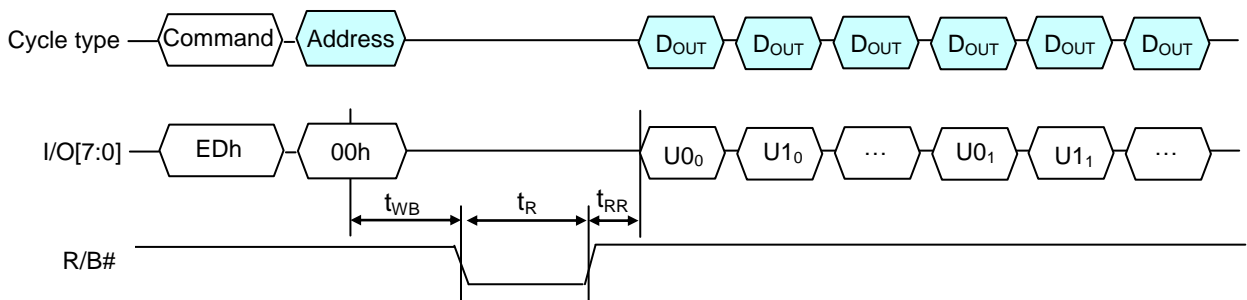 Cycle type Command Address DOUT DOUT DOUT DOUT DOUT DOUT
I/O[7:0] EDh 00h U0₀ U1₀ ... U0₁ U1₁ ...
tWB tR tRR
R/B#